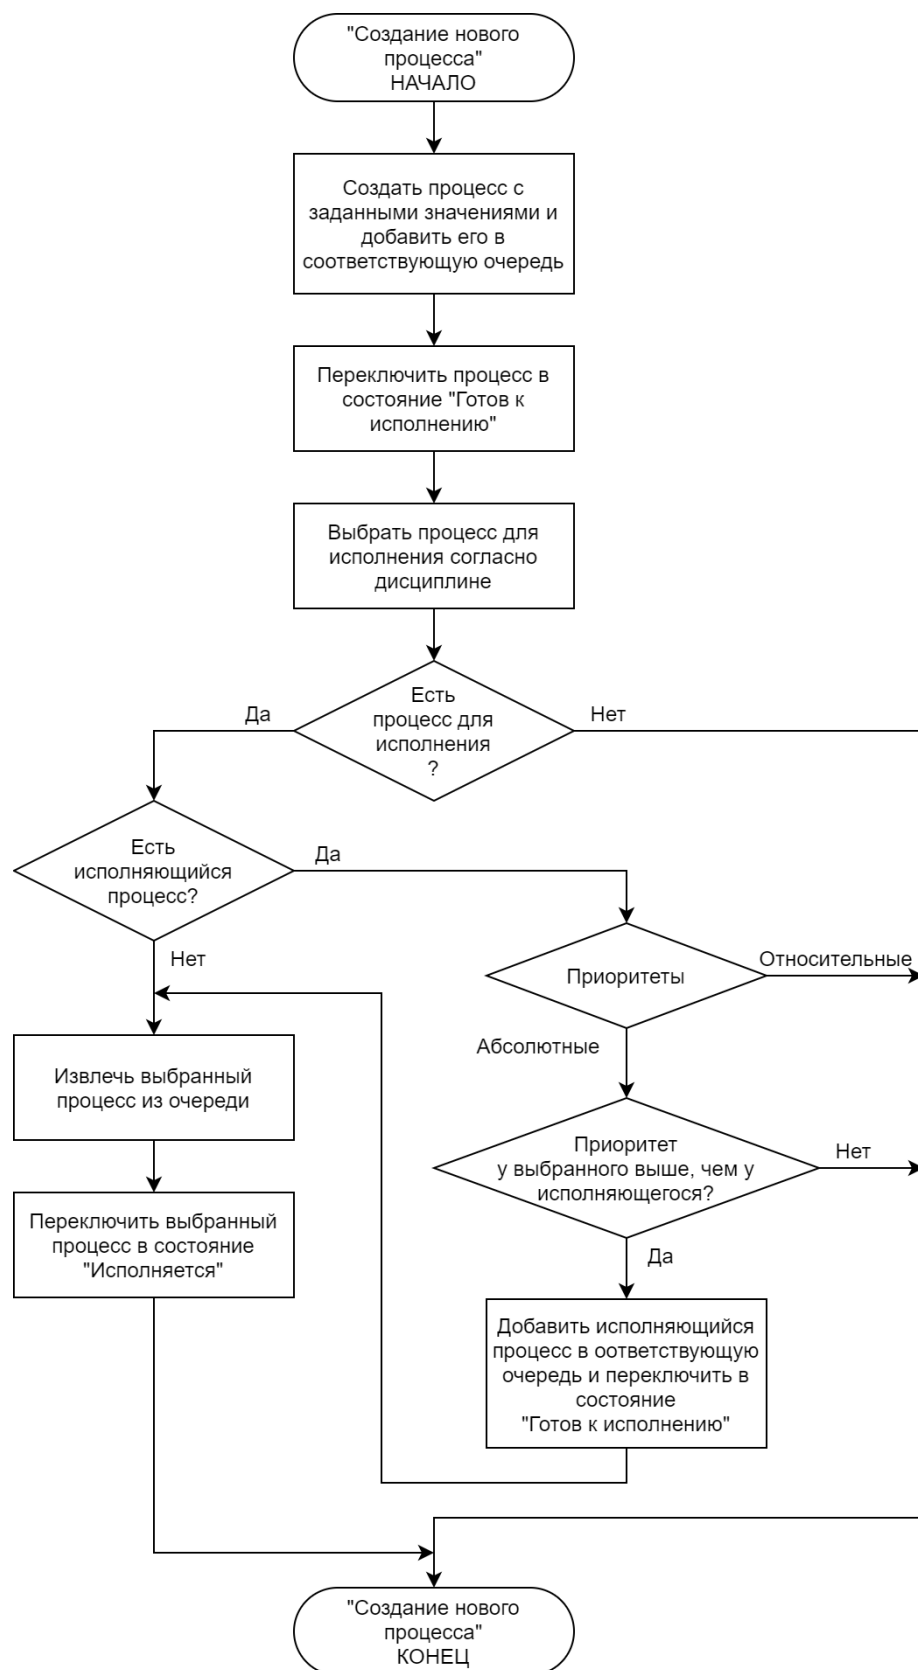 "Создание нового
процесса"
НАЧАЛО
Создать процесс с
заданными значениями и
добавить его в
соответствующую очередь
Переключить процесс в
состояние "Готов к
исполнению"
Выбрать процесс для
исполнения согласно
дисциплине
Есть
процесс для
исполнения
?
Да
Нет
Есть
исполняющийся
процесс?
Да
Нет
Приоритеты
Относительные
Абсолютные
Извлечь выбранный
процесс из очереди
Приоритет
у выбранного выше, чем у
исполняющегося?
Нет
Да
Переключить выбранный
процесс в состояние
"Исполняется"
Добавить исполняющийся
процесс в оответствующую
очередь и переключить в
состояние
"Готов к исполнению"
"Создание нового
процесса"
КОНЕЦ